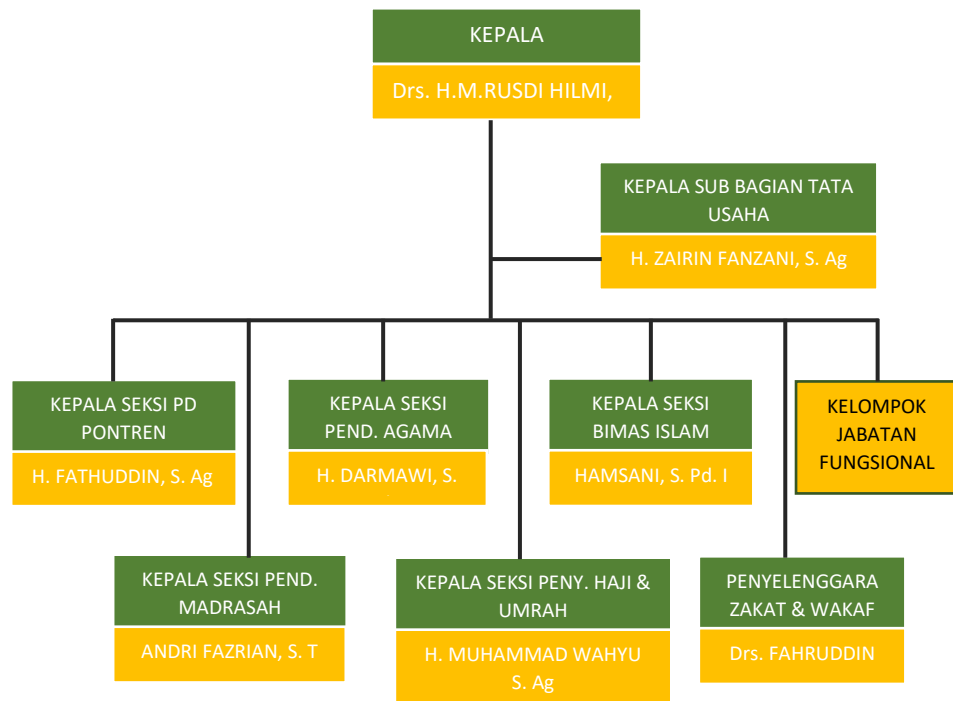 KEPALA
Drs. H.M.RUSDI HILMI,
KEPALA SUB BAGIAN TATA
USAHA
H. ZAIRIN FANZANI, S. Ag
KEPALA SEKSI PD
PONTREN
H. FATHUDDIN, S. Ag
KEPALA SEKSI
PEND. AGAMA
H. DARMAWI, S.
KEPALA SEKSI
BIMAS ISLAM
HAMSANI, S. Pd. I
KELOMPOK
JABATAN
FUNGSIONAL
KEPALA SEKSI PEND.
MADRASAH
ANDRI FAZRIAN, S. T
KEPALA SEKSI PENY. HAJI &
UMRAH
H. MUHAMMAD WAHYU
S. Ag
PENYELENGGARA
ZAKAT & WAKAF
Drs. FAHRUDDIN